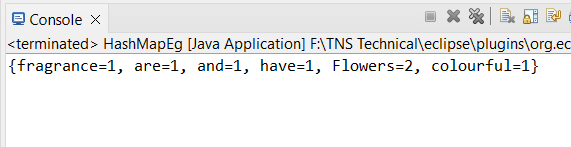 Console
<terminated> HashMapEg [Java Application] F:\TNS Technical\eclipse\plugins\org.ec
{fragrance=1, are=1, and=1, have=1, Flowers=2, colourful=1}